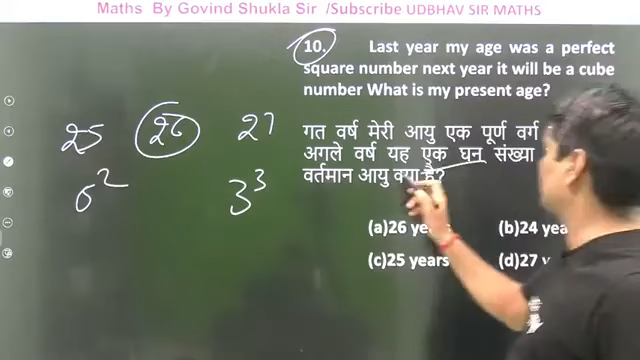 Maths By Govind Shukla Sir /Subscribe UDBHAV SIR MATHS
10. Last year my age was a perfect
square number next year it will be a cube
number What is my present age?
गत वर्ष मेरी आयु एक पूर्ण वर्ग
अगले वर्ष यह एक घन संख्या
वर्तमान आयु क्या है?
(a)26 (b)24
(c)25 years (d)27
25 26 27
5² 3³